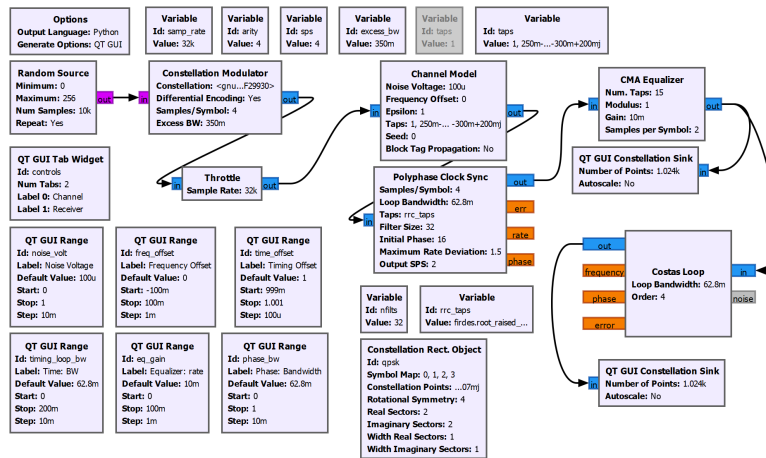 Options
Output Language: Python
Generate Options: QT GUI
Variable
Id: samp_rate
Value: 32k
Variable
Id: arity
Value: 4
Variable
Id: sps
Value: 4
Variable
Id: excess_bw
Value: 350m
Variable
Id: taps
Value: 1
Variable
Id: taps
Value: 1, 250m-...-300m+200mj
Random Source
Minimum: 0
Maximum: 256
Num Samples: 10k
Repeat: Yes
out
in
Constellation Modulator
Constellation: <gnu...F29930>
Differential Encoding: Yes
Samples/Symbol: 4
Excess BW: 350m
out
in
Channel Model
Noise Voltage: 100u
Frequency Offset: 0
Epsilon: 1
Taps: 1, 250m-... -300m+200mj
Seed: 0
Block Tag Propagation: No
out
in
CMA Equalizer
Num. Taps: 15
Modulus: 1
Gain: 10m
Samples per Symbol: 2
out
QT GUI Tab Widget
Id: controls
Num Tabs: 2
Label 0: Channel
Label 1: Receiver
in
Throttle
Sample Rate: 32k
out
in
Polyphase Clock Sync
Samples/Symbol: 4
Loop Bandwidth: 62.8m
Taps: rrc_taps
Filter Size: 32
Initial Phase: 16
Maximum Rate Deviation: 1.5
Output SPS: 2
out
err
rate
phase
QT GUI Constellation Sink
Number of Points: 1.024k
Autoscale: No
in
QT GUI Range
Id: noise_volt
Label: Noise Voltage
Default Value: 100u
Start: 0
Stop: 1
Step: 10m
QT GUI Range
Id: freq_offset
Label: Frequency Offset
Default Value: 0
Start: -100m
Stop: 100m
Step: 1m
QT GUI Range
Id: time_offset
Label: Timing Offset
Default Value: 1
Start: 999m
Stop: 1.001
Step: 100u
out
frequency
phase
error
Costas Loop
Loop Bandwidth: 62.8m
Order: 4
in
noise
Variable
Id: nfilts
Value: 32
Variable
Id: rrc_taps
Value: firdes.root_raised_...
QT GUI Range
Id: timing_loop_bw
Label: Time: BW
Default Value: 62.8m
Start: 0
Stop: 200m
Step: 10m
QT GUI Range
Id: eq_gain
Label: Equalizer: rate
Default Value: 10m
Start: 0
Stop: 100m
Step: 1m
QT GUI Range
Id: phase_bw
Label: Phase: Bandwidth
Default Value: 62.8m
Start: 0
Stop: 1
Step: 10m
Constellation Rect. Object
Id: qpsk
Symbol Map: 0, 1, 2, 3
Constellation Points: ...07mj
Rotational Symmetry: 4
Real Sectors: 2
Imaginary Sectors: 2
Width Real Sectors: 1
Width Imaginary Sectors: 1
in
QT GUI Constellation Sink
Number of Points: 1.024k
Autoscale: No